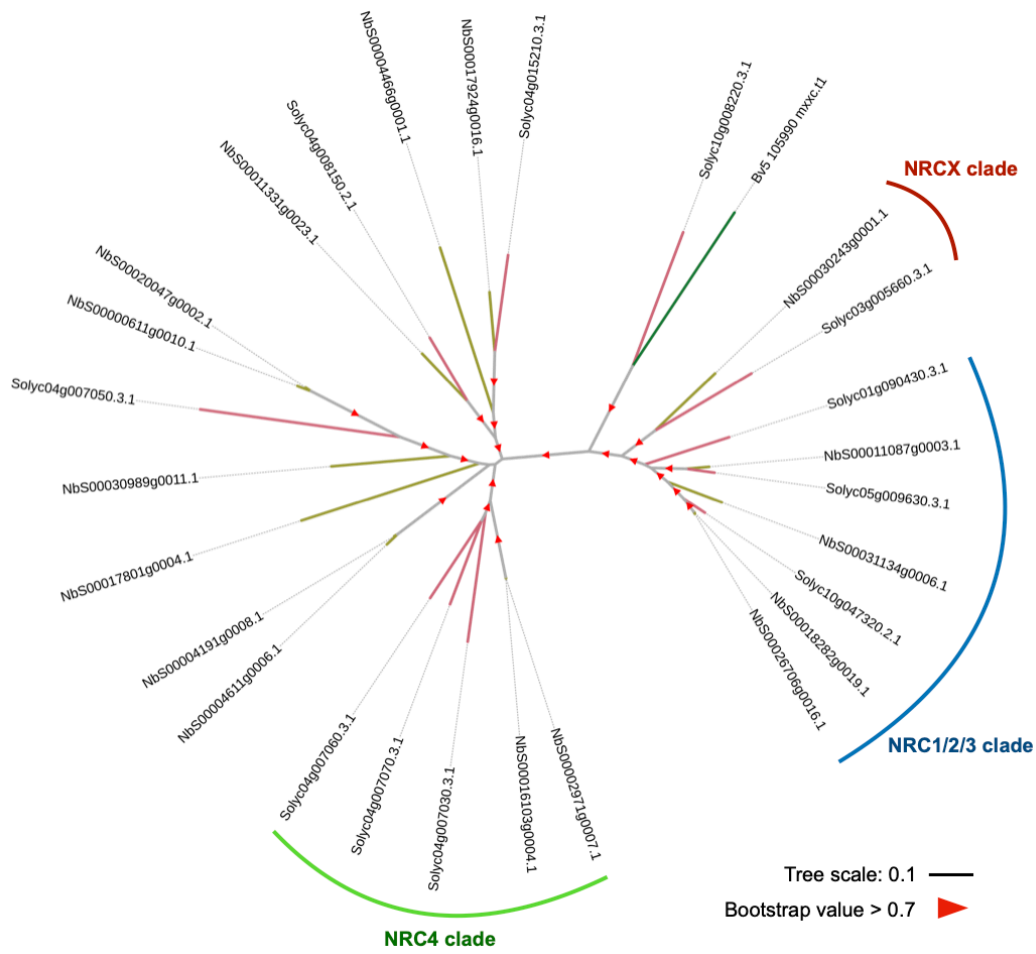 NbS00004466g0001.1
NbS00017924g0016.1
Solyc04g015210.3.1
Solyc10g008220.3.1
Bv5_105990_mxxc.t1
Solyc04g008150.2.1
NbS00011331g0023.1
NRCX clade
NbS00030243g0001.1
Solyc03g005660.3.1
NbS00020047g0002.1
NbS00000611g0010.1
Solyc04g007050.3.1
Solyc01g090430.3.1
NbS00011087g0003.1
NbS00030989g0011.1
Solyc05g009630.3.1
NbS00017801g0004.1
NbS00031134g0006.1
Solyc10g047320.2.1
NbS00018282g0019.1
NbS00026706g0016.1
NbS00004191g0008.1
NbS00004611g0006.1
NRC1/2/3 clade
Solyc04g007060.3.1
Solyc04g007070.3.1
Solyc04g007030.3.1
NbS00016103g0004.1
NbS00002971g0007.1
NRC4 clade
Tree scale: 0.1
Bootstrap value > 0.7